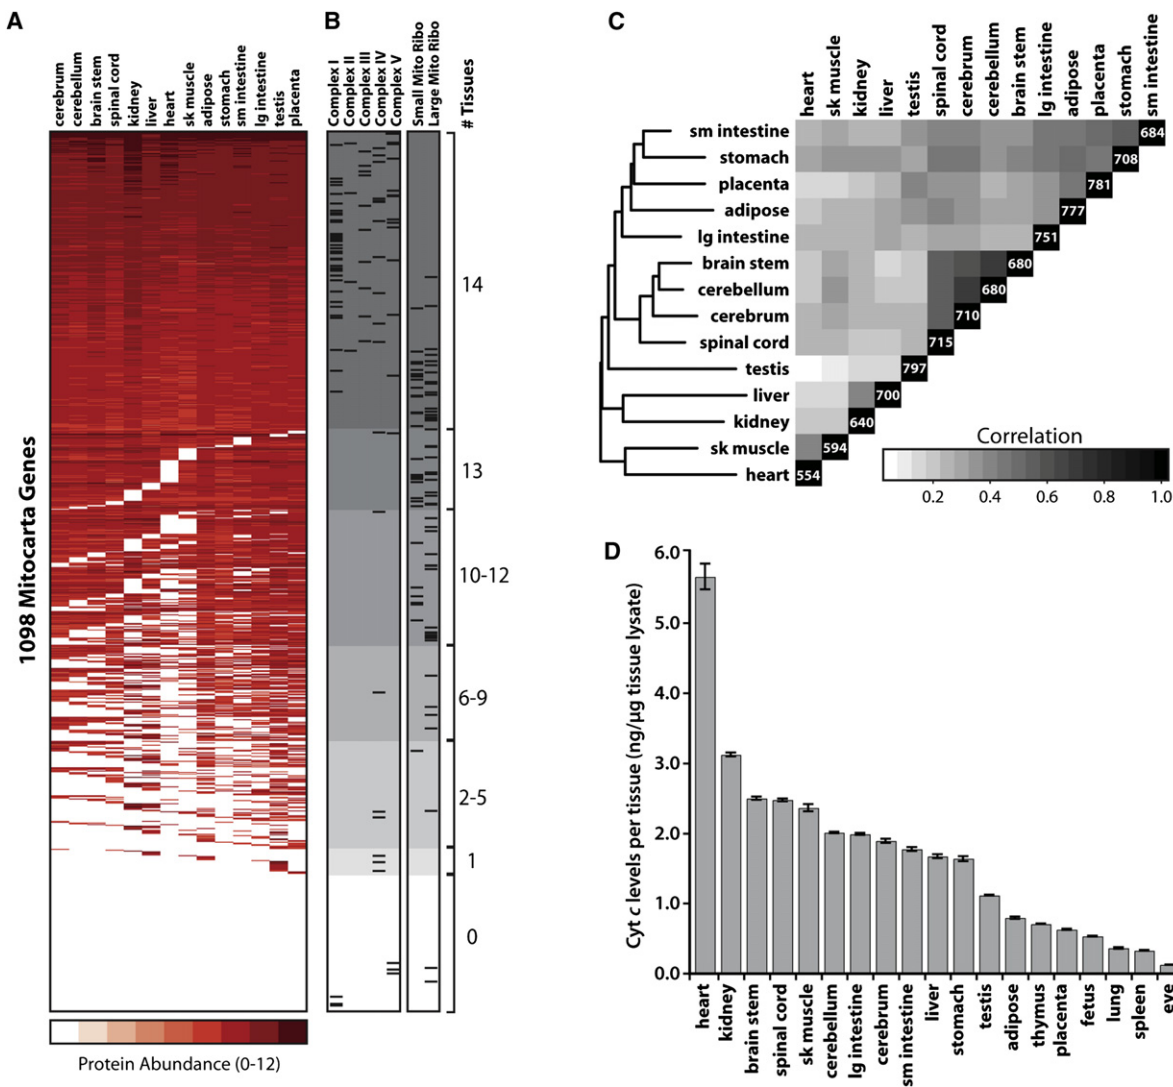 A
cerebrum
cerebellum
brain stem
spinal cord
kidney
liver
heart
sk muscle
adipose
stomach
sm intestine
lg intestine
testis
placenta
1098 Mitocarta Genes
Protein Abundance (0-12)
B
Complex I
Complex II
Complex III
Complex IV
Complex V
Small Mito Ribo
Large Mito Ribo
# Tissues
14
13
10-12
6-9
2-5
1
0
C
heart
sk muscle
kidney
liver
testis
spinal cord
cerebrum
cerebellum
brain stem
lg intestine
adipose
placenta
stomach
sm intestine
sm intestine 684
stomach 708
placenta 781
adipose 777
lg intestine 751
brain stem 680
cerebellum 680
cerebrum 710
spinal cord 715
testis 797
liver 700
kidney 640
sk muscle 594
heart 554
Correlation
0.2 0.4 0.6 0.8 1.0
D
Cyt c levels per tissue (ng/µg tissue lysate)
6.0
5.0
4.0
3.0
2.0
1.0
0.0
heart
kidney
brain stem
spinal cord
sk muscle
cerebellum
lg intestine
cerebrum
sm intestine
liver
stomach
testis
adipose
thymus
placenta
fetus
lung
spleen
eye